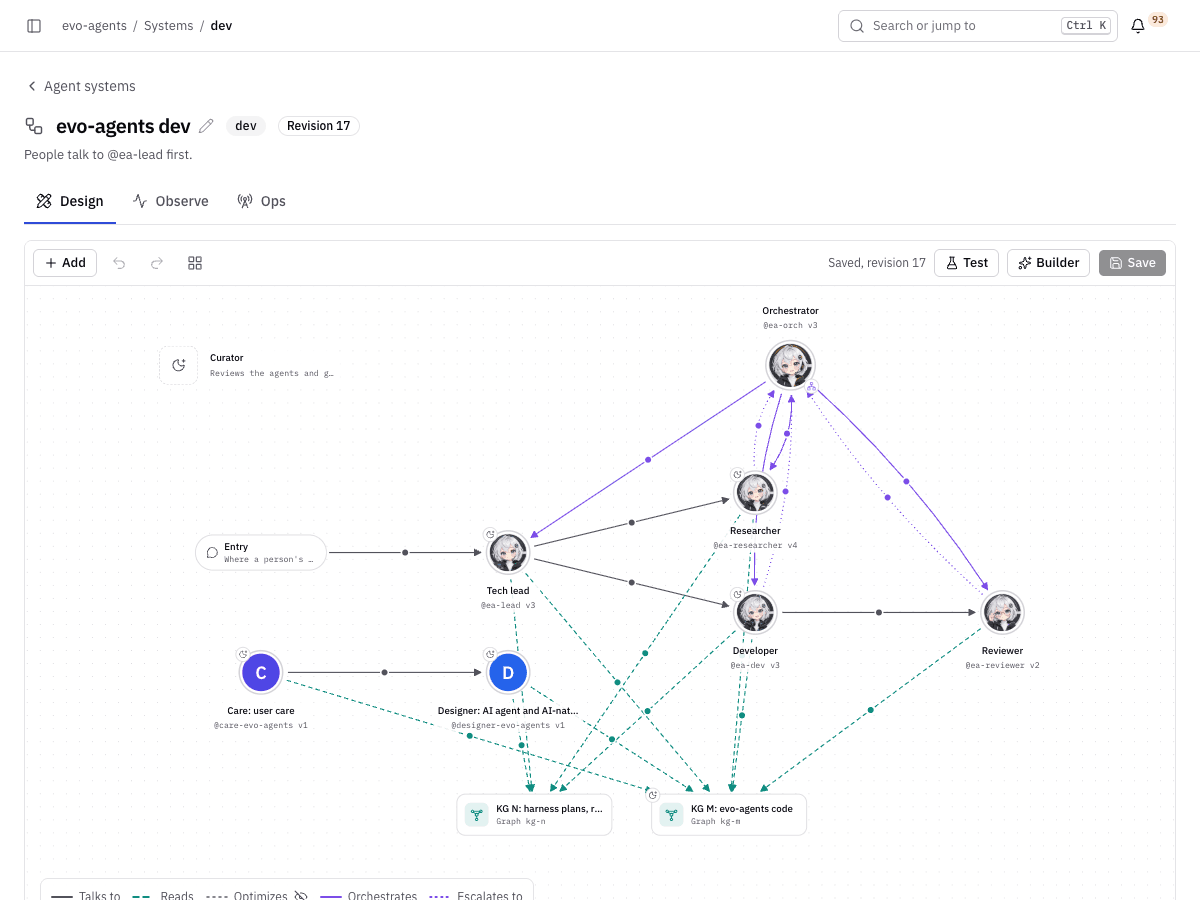 evo-agents / Systems / dev
Search or jump to
Ctrl K
93
Agent systems
evo-agents dev
dev
Revision 17
People talk to @ea-lead first.
Design
Observe
Ops
Add
Saved, revision 17
Test
Builder
Save
Orchestrator
@ea-orch v3
Curator
Reviews the agents and g…
Researcher
@ea-researcher v4
Entry
Where a person's …
Tech lead
@ea-lead v3
Developer
@ea-dev v3
Reviewer
@ea-reviewer v2
C
D
Care: user care
@care-evo-agents v1
Designer: AI agent and AI-nat…
@designer-evo-agents v1
KG N: harness plans, r…
Graph kg-n
KG M: evo-agents code
Graph kg-m
Talks to
Reads
Optimizes
Orchestrates
Escalates to